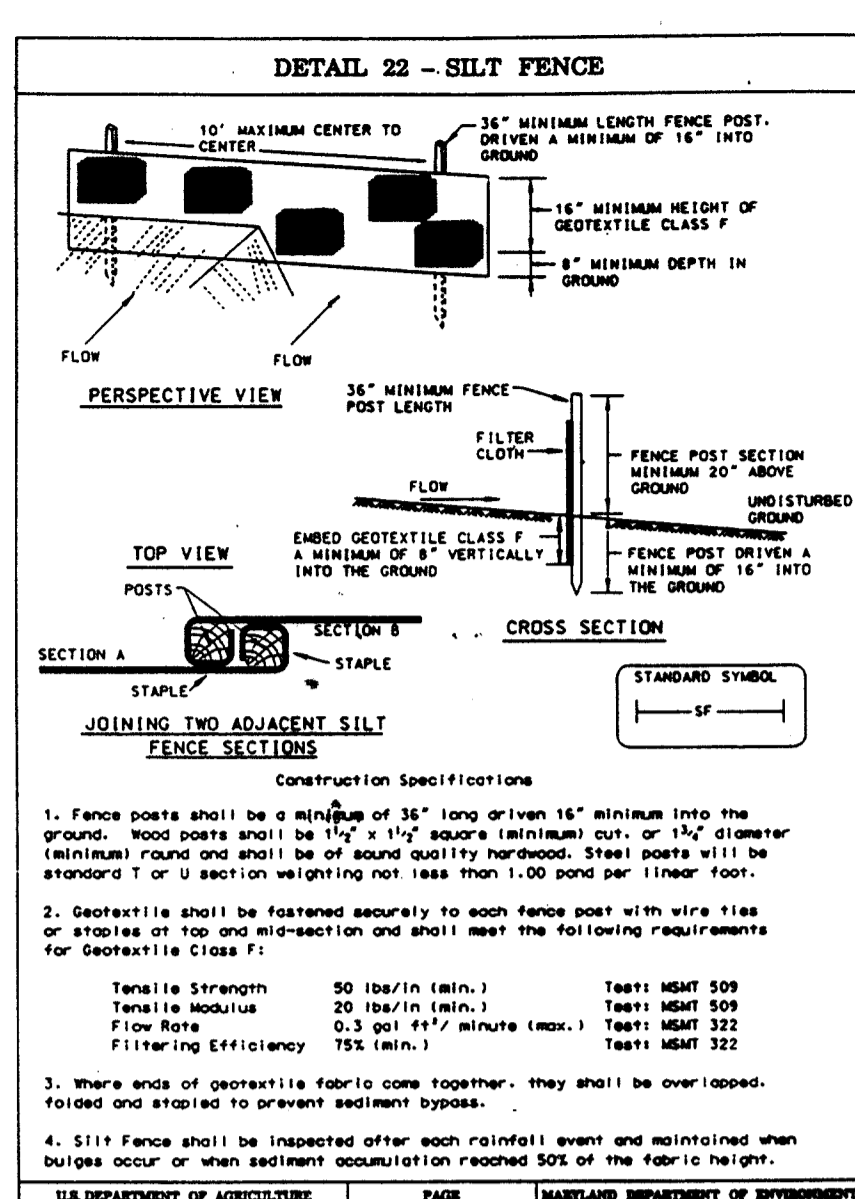 DETAIL 22 – SILT FENCE
10' MAXIMUM CENTER TO
CENTER
36" MINIMUM LENGTH FENCE POST.
DRIVEN A MINIMUM OF 16" INTO
GROUND
16" MINIMUM HEIGHT OF
GEOTEXTILE CLASS F
8" MINIMUM DEPTH IN
GROUND
FLOW
FLOW
PERSPECTIVE VIEW
36" MINIMUM FENCE
POST LENGTH
FILTER
CLOTH
FLOW
FENCE POST SECTION
MINIMUM 20" ABOVE
GROUND
UNDISTURBED
GROUND
EMBED GEOTEXTILE CLASS F
A MINIMUM OF 8" VERTICALLY
INTO THE GROUND
FENCE POST DRIVEN A
MINIMUM OF 16" INTO
THE GROUND
CROSS SECTION
TOP VIEW
POSTS
SECTION B
SECTION A
STAPLE
STAPLE
JOINING TWO ADJACENT SILT
FENCE SECTIONS
STANDARD SYMBOL
SF
Construction Specifications
1. Fence posts shall be a minimum of 36" long driven 16" minimum into the
ground. Wood posts shall be 1 1/2" x 1 1/2" square (minimum) cut. or 1 3/4" diameter
(minimum) round and shall be of sound quality hardwood. Steel posts will be
standard T or U section weighting not less than 1.00 pond per linear foot.
2. Geotextile shall be fastened securely to each fence post with wire ties
or staples at top and mid-section and shall meet the following requirements
for Geotextile Class F:
Tensile Strength 50 lbs/in (min.) Test: MSMT 509
Tensile Modulus 20 lbs/in (min.) Test: MSMT 509
Flow Rate 0.3 gal ft²/ minute (max.) Test: MSMT 322
Filtering Efficiency 75% (min.) Test: MSMT 322
3. Where ends of geotextile fabric come together. they shall be overlapped.
folded and stapled to prevent sediment bypass.
4. Silt Fence shall be inspected after each rainfall event and maintained when
bulges occur or when sediment accumulation reached 50% of the fabric height.
U.S. DEPARTMENT OF AGRICULTURE PAGE MARYLAND DEPARTMENT OF ENVIRONMENT